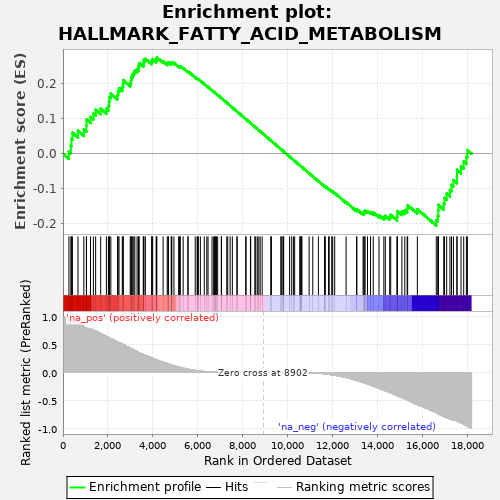 Enrichment plot:
HALLMARK_FATTY_ACID_METABOLISM
Enrichment score (ES)
0.2
0.1
0.0
-0.1
-0.2
Ranked list metric (PreRanked)
1.0
0.5
0.0
-0.5
-1.0
'na_pos' (positively correlated)
Zero cross at 8902
'na_neg' (negatively correlated)
0
2,000
4,000
6,000
8,000
10,000
12,000
14,000
16,000
18,000
Rank in Ordered Dataset
Enrichment profile
Hits
Ranking metric scores